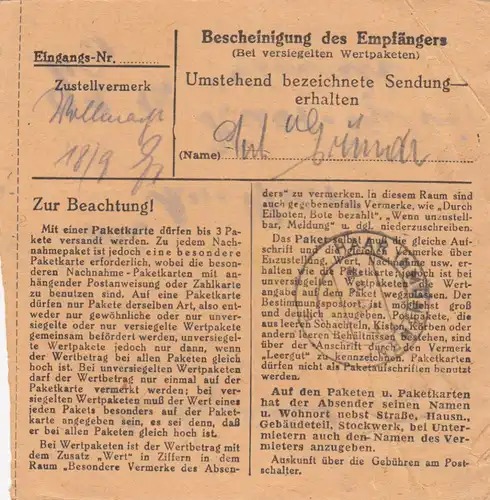 Eingangs-Nr. ............
Zustellvermerk
Vollmacht
18/9
Bescheinigung des Empfängers
(Bei versiegelten Wertpaketen)
Umstehend bezeichnete Sendung
erhalten
(Name)
Zur Beachtung!
Mit einer Paketkarte dürfen bis 3 Pa-
kete versandt werden. Zu jedem Nach-
nahmepaket ist jedoch eine besondere
Paketkarte erforderlich, wobei die beson-
deren Nachnahme-Paketkarten mit an-
hängender Postanweisung oder Zahlkarte
zu benutzen sind. Auf eine Paketkarte
dürfen nur Pakete derselben Art, also ent-
weder nur gewöhnliche oder nur unver-
siegelte oder nur versiegelte Wertpakete
gemeinsam befördert werden, unversiegel-
te Wertpakete jedoch nur dann, wenn
der Wertbetrag bei allen Paketen gleich
hoch ist. Bei unversiegelten Wertpaketen
darf der Wertbetrag nur einmal auf der
Paketkarte vermerkt werden; bei ver-
siegelten Wertpaketen muß der Wert eines
jeden Pakets besonders auf der Paket-
karte angegeben sein, es sei denn, daß
er bei allen Paketen gleich hoch ist.
Bei Wertpaketen ist der Wertbetrag mit
dem Zusatz „Wert" in Ziffern in dem
Raum „Besondere Vermerke des Absen-
ders" zu vermerken. In diesem Raum sind
auch gegebenenfalls Vermerke, wie „Durch
Eilboten, Bote bezahlt", „Wenn unzustell-
bar, Meldung" u. dgl. niederzuschreiben.
Das Paket selbst muß die gleiche Auf-
schrift und die gleichen Vermerke über
Eilzustellung, Wert, Nachnahme usw. er-
halten wie die Paketkarte, jedoch ist bei
unversiegelten Wertpaketen die Wert-
angabe auf dem Paket wegzulassen. Der
Bestimmungsort ist möglichst groß
und deutlich anzugeben. Postpakete, die
aus leeren Schachteln, Kisten, Körben oder
anderen leeren Behältnissen bestehen, sind
über der Aufschrift durch den Vermerk
„Leergut" zu kennzeichnen. Paketkarten
dürfen nicht als Paketaufschriften benutzt
werden.
Auf den Paketen u. Paketkarten
hat der Absender seinen Namen
u. Wohnort nebst Straße, Hausn.,
Gebäudeteil, Stockwerk, bei Unter-
mietern auch den Namen des Ver-
mieters anzugeben.
Auskunft über die Gebühren am Post-
schalter.